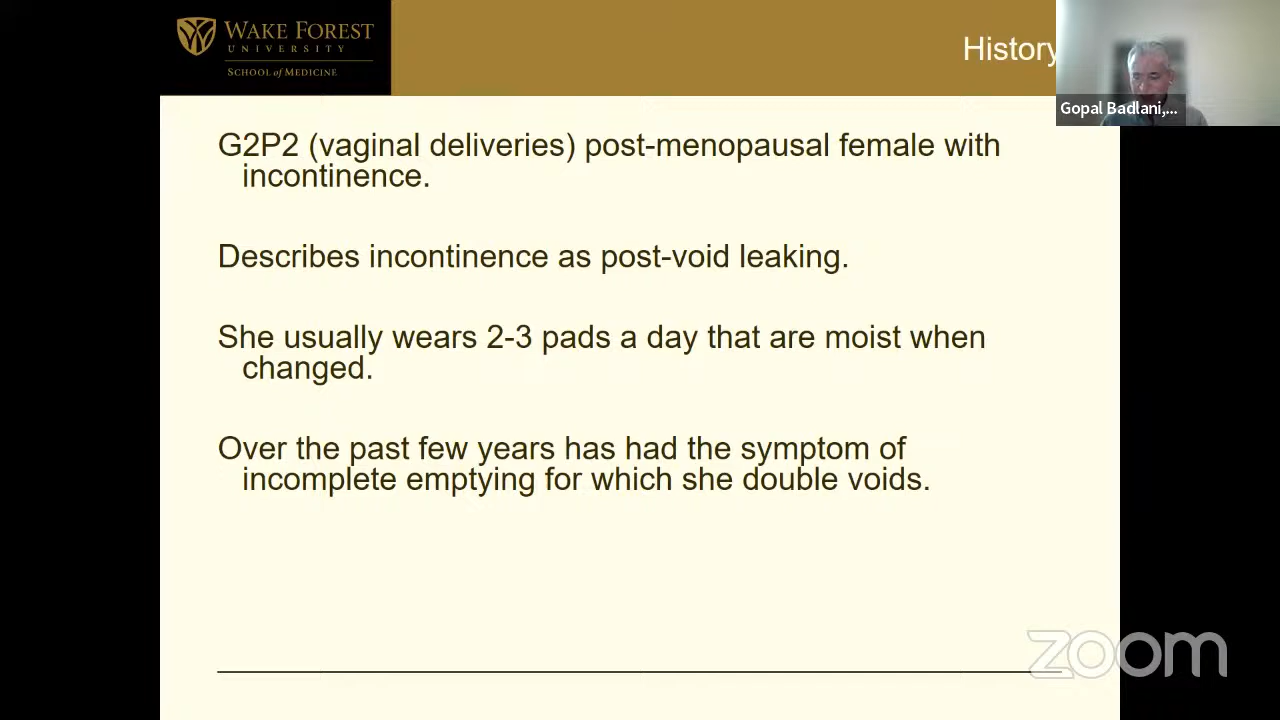 WAKE FOREST
UNIVERSITY
SCHOOL of MEDICINE
History
Gopal Badlani,...
G2P2 (vaginal deliveries) post-menopausal female with
incontinence.
Describes incontinence as post-void leaking.
She usually wears 2-3 pads a day that are moist when
changed.
Over the past few years has had the symptom of
incomplete emptying for which she double voids.
zoom